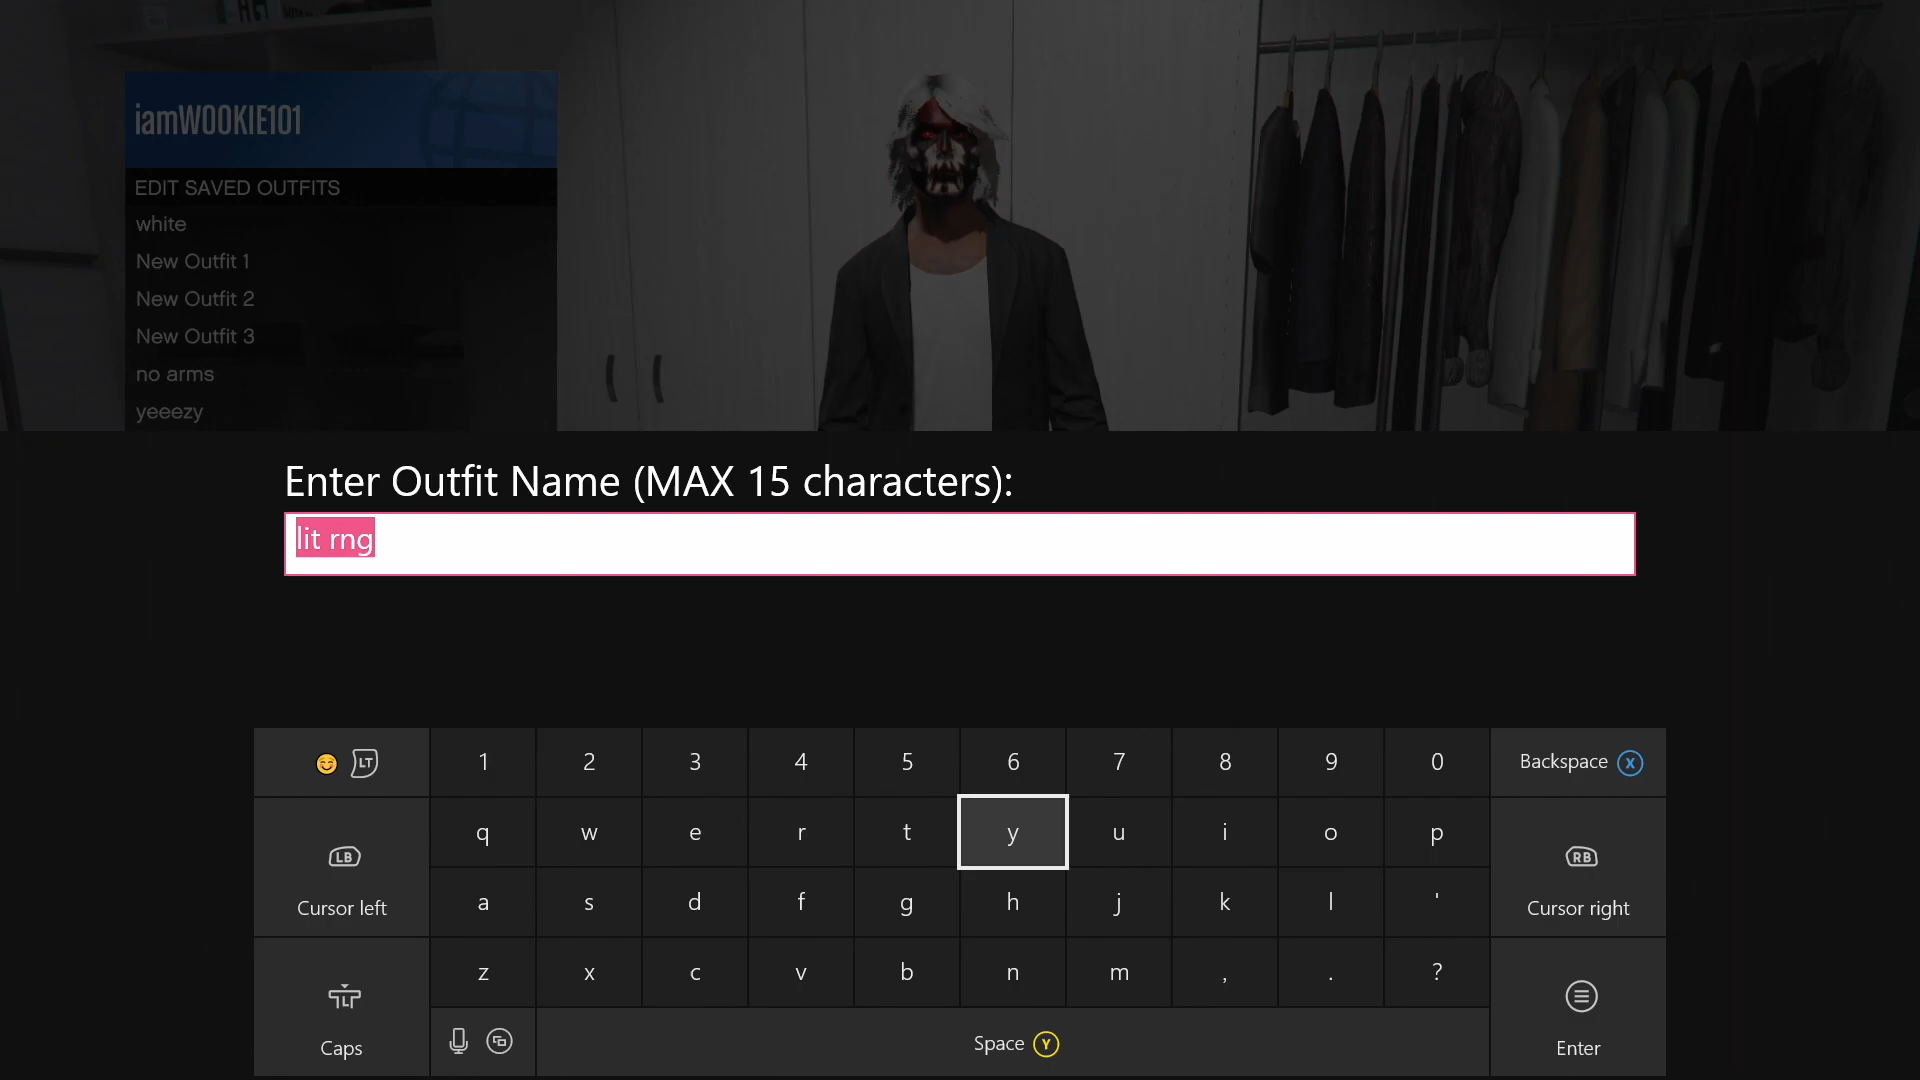 iamWOOKIE101
EDIT SAVED OUTFITS
white
New Outfit 1
New Outfit 2
New Outfit 3
no arms
yeeezy
Enter Outfit Name (MAX 15 characters):
lit rng
LT 1 2 3 4 5 6 7 8 9 0 Backspace X
LB Cursor left
q w e r t y u i o p
a s d f g h j k l '
RB Cursor right
LT Caps
z x c v b n m , . ?
Space Y
Enter